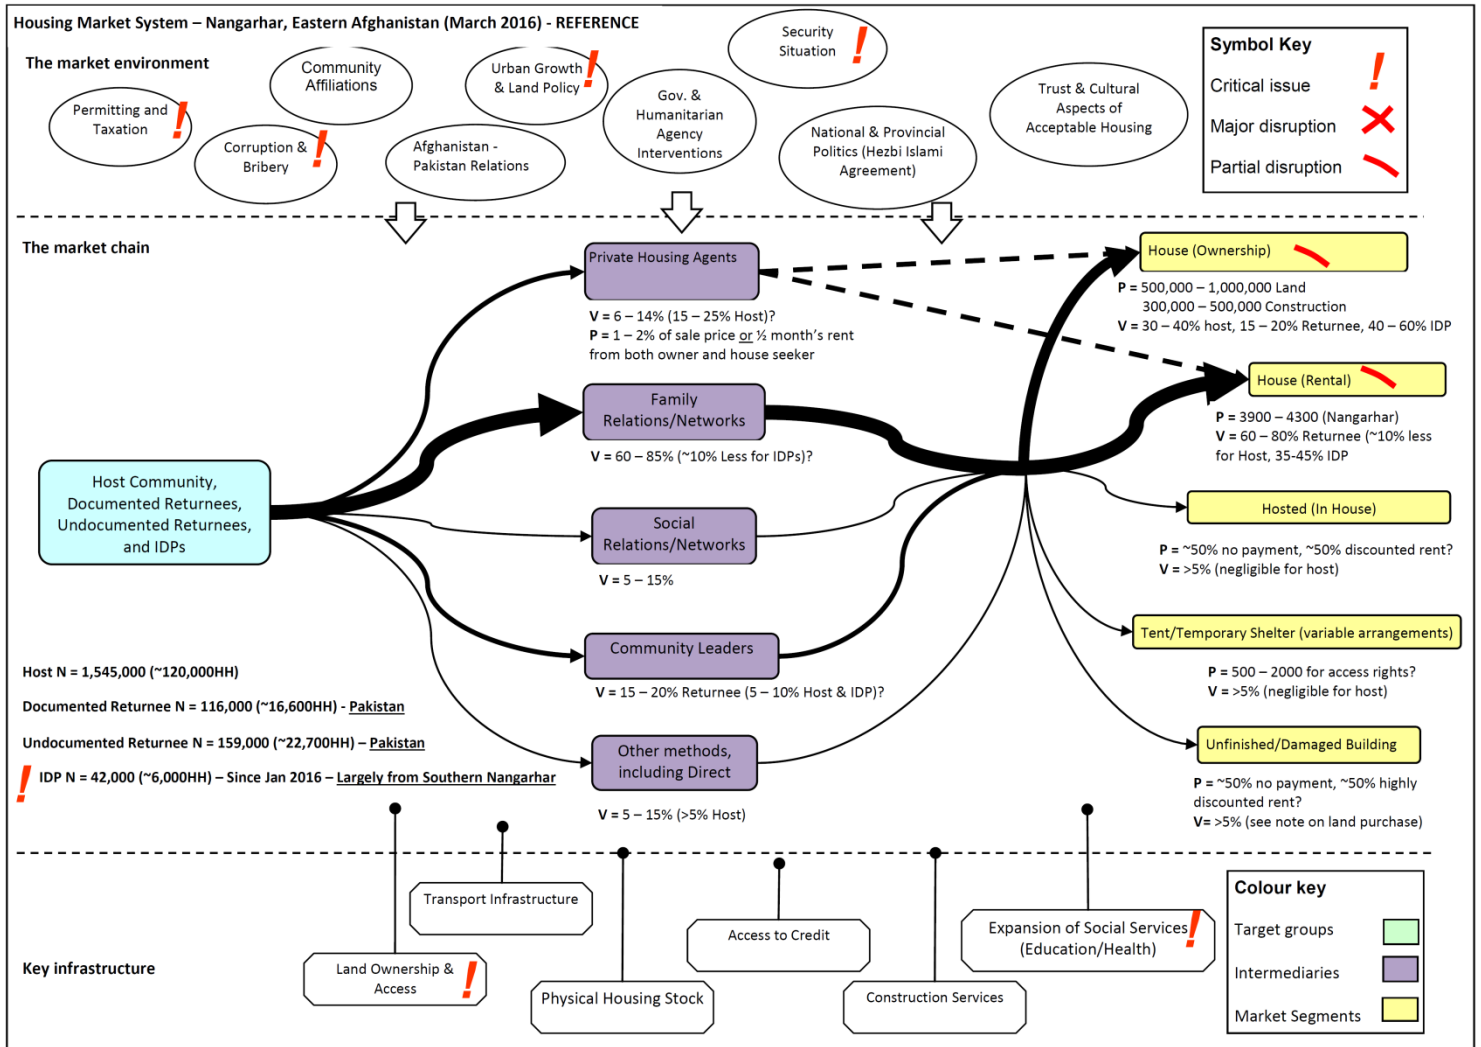 Housing Market System – Nangarhar, Eastern Afghanistan (March 2016) - REFERENCE
The market environment
Permitting and
Taxation
Community
Affiliations
Corruption &
Bribery
Urban Growth
& Land Policy
Afghanistan -
Pakistan Relations
Gov. &
Humanitarian
Agency
Interventions
Security
Situation
National & Provincial
Politics (Hezbi Islami
Agreement)
Trust & Cultural
Aspects of
Acceptable Housing
Symbol Key
Critical issue
Major disruption
Partial disruption
The market chain
Host Community,
Documented Returnees,
Undocumented Returnees,
and IDPs
Host N = 1,545,000 (~120,000HH)
Documented Returnee N = 116,000 (~16,600HH) - Pakistan
Undocumented Returnee N = 159,000 (~22,700HH) – Pakistan
IDP N = 42,000 (~6,000HH) – Since Jan 2016 – Largely from Southern Nangarhar
Private Housing Agents
V = 6 – 14% (15 – 25% Host)?
P = 1 – 2% of sale price or ½ month's rent
from both owner and house seeker
Family
Relations/Networks
V = 60 – 85% (~10% Less for IDPs)?
Social
Relations/Networks
V = 5 – 15%
Community Leaders
V = 15 – 20% Returnee (5 – 10% Host & IDP)?
Other methods,
including Direct
V = 5 – 15% (>5% Host)
House (Ownership)
P = 500,000 – 1,000,000 Land
300,000 – 500,000 Construction
V = 30 – 40% host, 15 – 20% Returnee, 40 – 60% IDP
House (Rental)
P = 3900 – 4300 (Nangarhar)
V = 60 – 80% Returnee (~10% less
for Host, 35-45% IDP
Hosted (In House)
P = ~50% no payment, ~50% discounted rent?
V = >5% (negligible for host)
Tent/Temporary Shelter (variable arrangements)
P = 500 – 2000 for access rights?
V = >5% (negligible for host)
Unfinished/Damaged Building
P = ~50% no payment, ~50% highly
discounted rent?
V= >5% (see note on land purchase)
Key infrastructure
Land Ownership &
Access
Transport Infrastructure
Physical Housing Stock
Access to Credit
Construction Services
Expansion of Social Services
(Education/Health)
Colour key
Target groups
Intermediaries
Market Segments